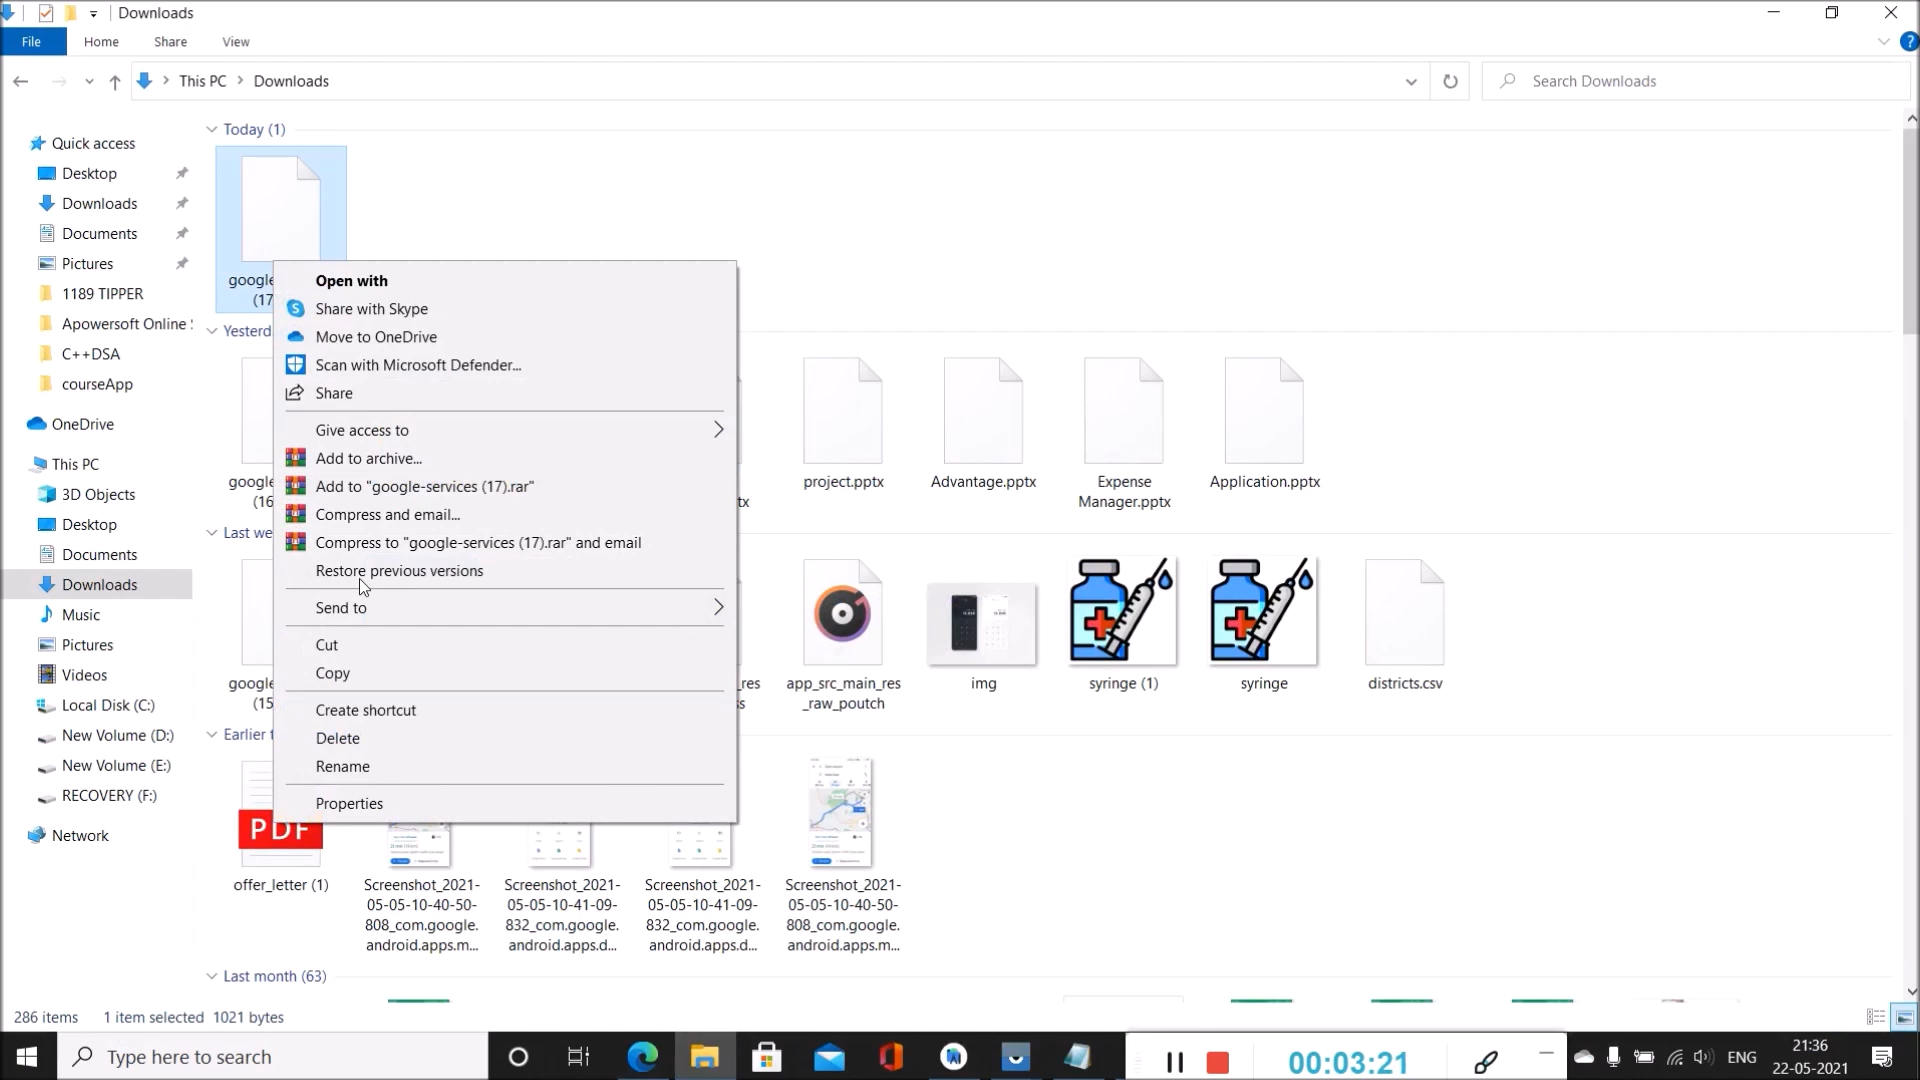 Downloads
File
Home
Share
View
This PC
Downloads
Search Downloads
Quick access
Desktop
Downloads
Documents
Pictures
1189 TIPPER
Apowersoft Online
C++DSA
courseApp
OneDrive
This PC
3D Objects
Desktop
Documents
Downloads
Music
Pictures
Videos
Local Disk (C:)
New Volume (D:)
New Volume (E:)
RECOVERY (F:)
Network
Today (1)
google
(17
Yesterd
google
(16
tx
project.pptx
Advantage.pptx
Expense
Manager.pptx
Application.pptx
Last we
google
(15
_res
ss
app_src_main_res
_raw_poutch
img
syringe (1)
syringe
districts.csv
Earlier t
PDF
offer_letter (1)
Screenshot_2021-
05-05-10-40-50-
808_com.google.
android.apps.m...
Screenshot_2021-
05-05-10-41-09-
832_com.google.
android.apps.d...
Screenshot_2021-
05-05-10-41-09-
832_com.google.
android.apps.d...
Screenshot_2021-
05-05-10-40-50-
808_com.google.
android.apps.m...
Last month (63)
Open with
Share with Skype
Move to OneDrive
Scan with Microsoft Defender...
Share
Give access to
Add to archive...
Add to "google-services (17).rar"
Compress and email...
Compress to "google-services (17).rar" and email
Restore previous versions
Send to
Cut
Copy
Create shortcut
Delete
Rename
Properties
286 items
1 item selected 1021 bytes
Type here to search
00:03:21
ENG
21:36
22-05-2021